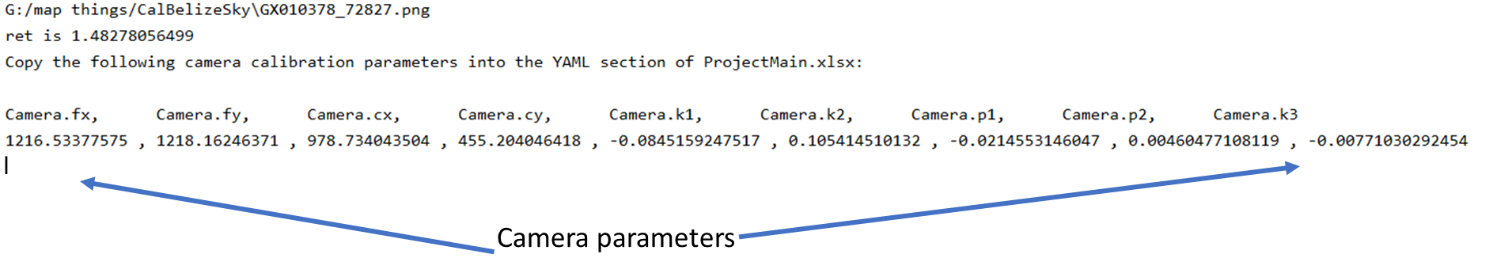 G:/map things/CalBelizeSky\GX010378_72827.png
ret is 1.48278056499
Copy the following camera calibration parameters into the YAML section of ProjectMain.xlsx:
Camera.fx, Camera.fy, Camera.cx, Camera.cy, Camera.k1, Camera.k2, Camera.p1, Camera.p2, Camera.k3
1216.53377575 , 1218.16246371 , 978.734043504 , 455.204046418 , -0.0845159247517 , 0.105414510132 , -0.0214553146047 , 0.00460477108119 , -0.00771030292454
Camera parameters